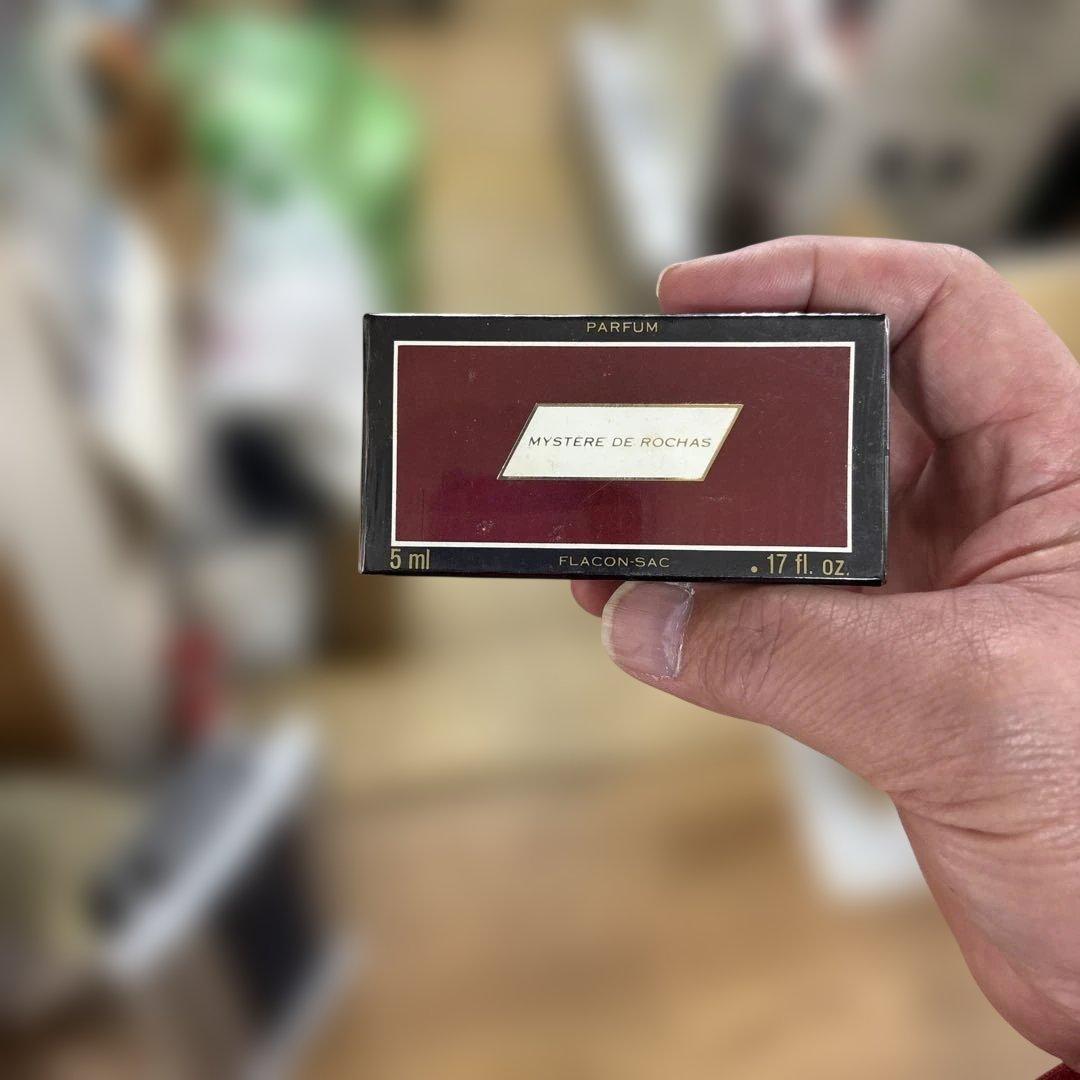 PARFUM
MYSTERE DE ROCHAS
5 ml
FLACON-SAC
.17 fl. oz.